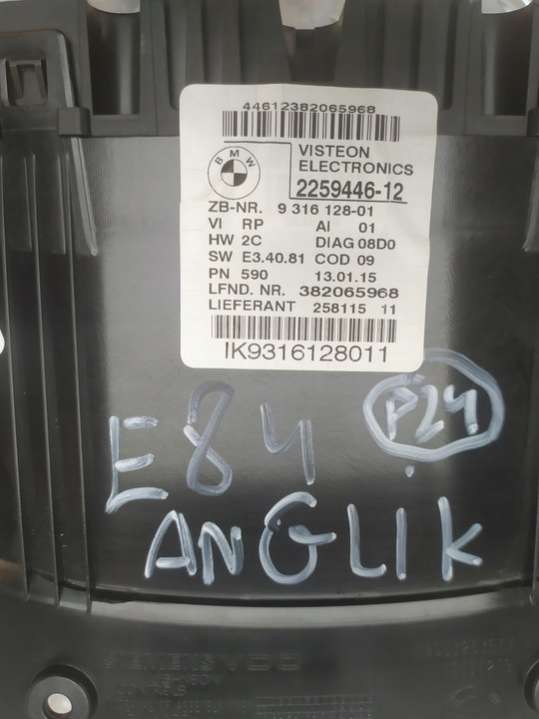 44612382065968
BMW
VISTEON
ELECTRONICS
2259446-12
ZB-NR. 9 316 128-01
VI RP AI 01
HW 2C DIAG 08D0
SW E3.40.81 COD 09
PN 590 13.01.15
LFND. NR. 382065968
LIEFERANT 258115 11
IK9316128011
P24
E84
ANGLIK
SIEMENS VDO